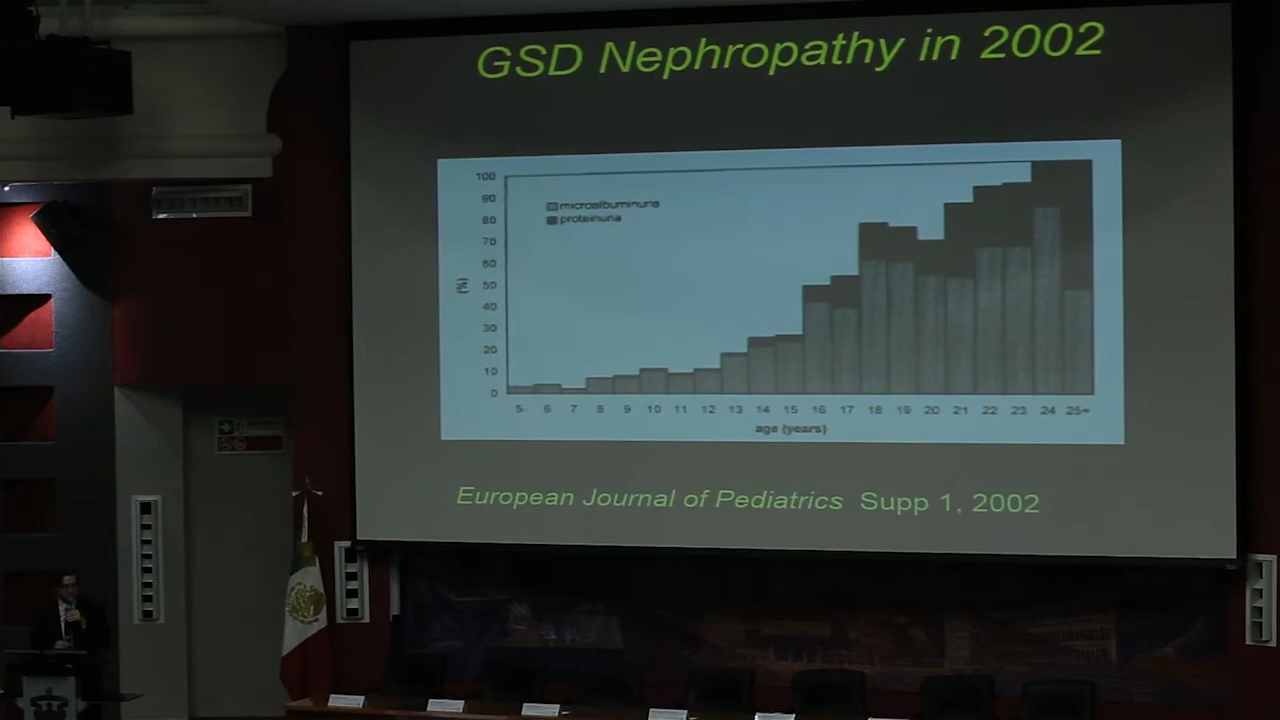 GSD Nephropathy in 2002
100
90
80
70
60
50
40
30
20
10
0
(%)
microalbuminuria
proteinuria
5- 6 7 8 9 10 11 12 13 14 15 16 17 18 19 20 21 22 23 24 25+
age (years)
European Journal of Pediatrics Supp 1, 2002